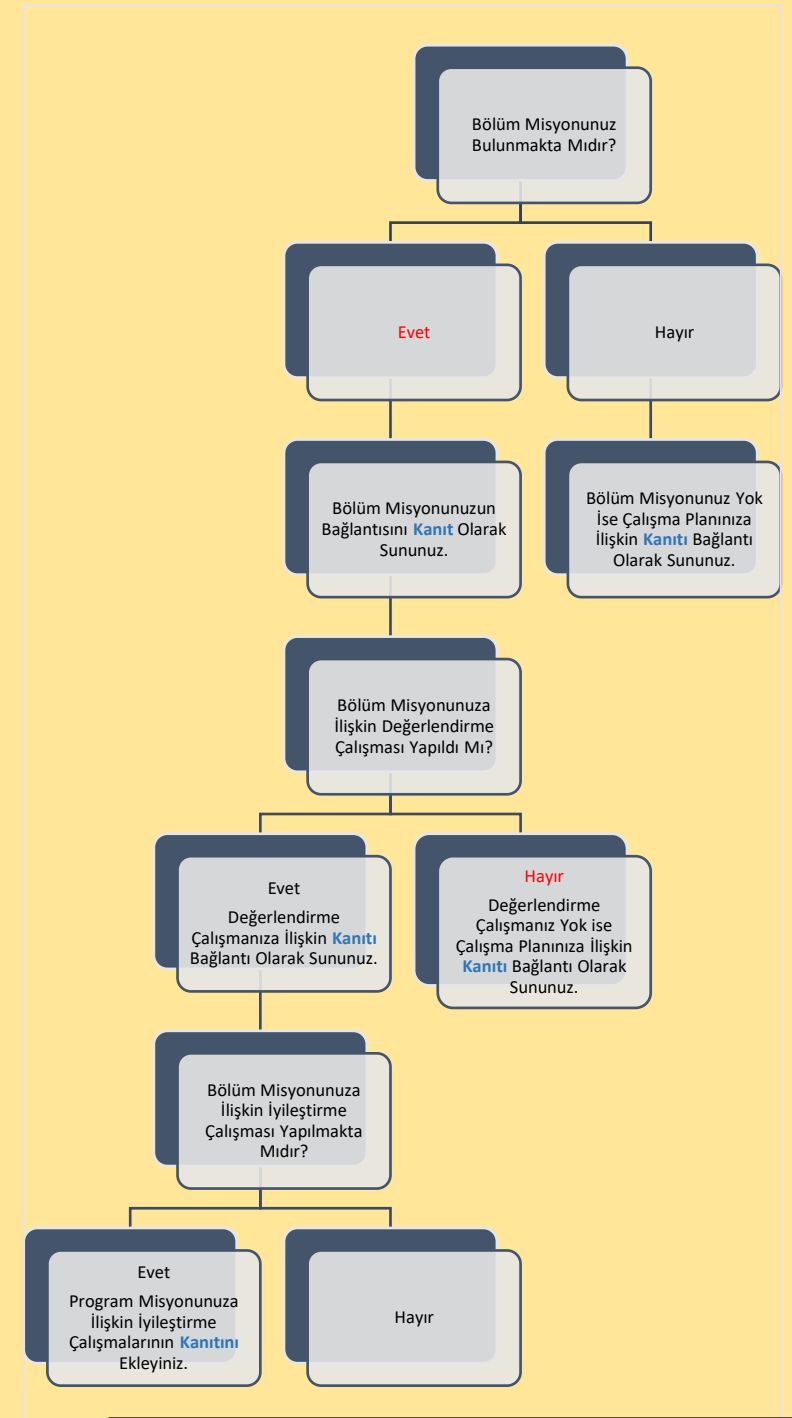 Bölüm Misyonunuz
Bulunmakta Mıdır?
Evet
Hayır
Bölüm Misyonunuzun
Bağlantısını Kanıt Olarak
Sununuz.
Bölüm Misyonunuz Yok
İse Çalışma Planınıza
İlişkin Kanıtı Bağlantı
Olarak Sununuz.
Bölüm Misyonunuza
İlişkin Değerlendirme
Çalışması Yapıldı Mı?
Evet
Değerlendirme
Çalışmanıza İlişkin Kanıtı
Bağlantı Olarak Sununuz.
Hayır
Değerlendirme
Çalışmanız Yok ise
Çalışma Planınıza İlişkin
Kanıtı Bağlantı Olarak
Sununuz.
Bölüm Misyonunuza
İlişkin İyileştirme
Çalışması Yapılmakta
Mıdır?
Evet
Program Misyonunuza
İlişkin İyileştirme
Çalışmalarının Kanıtını
Ekleyiniz.
Hayır